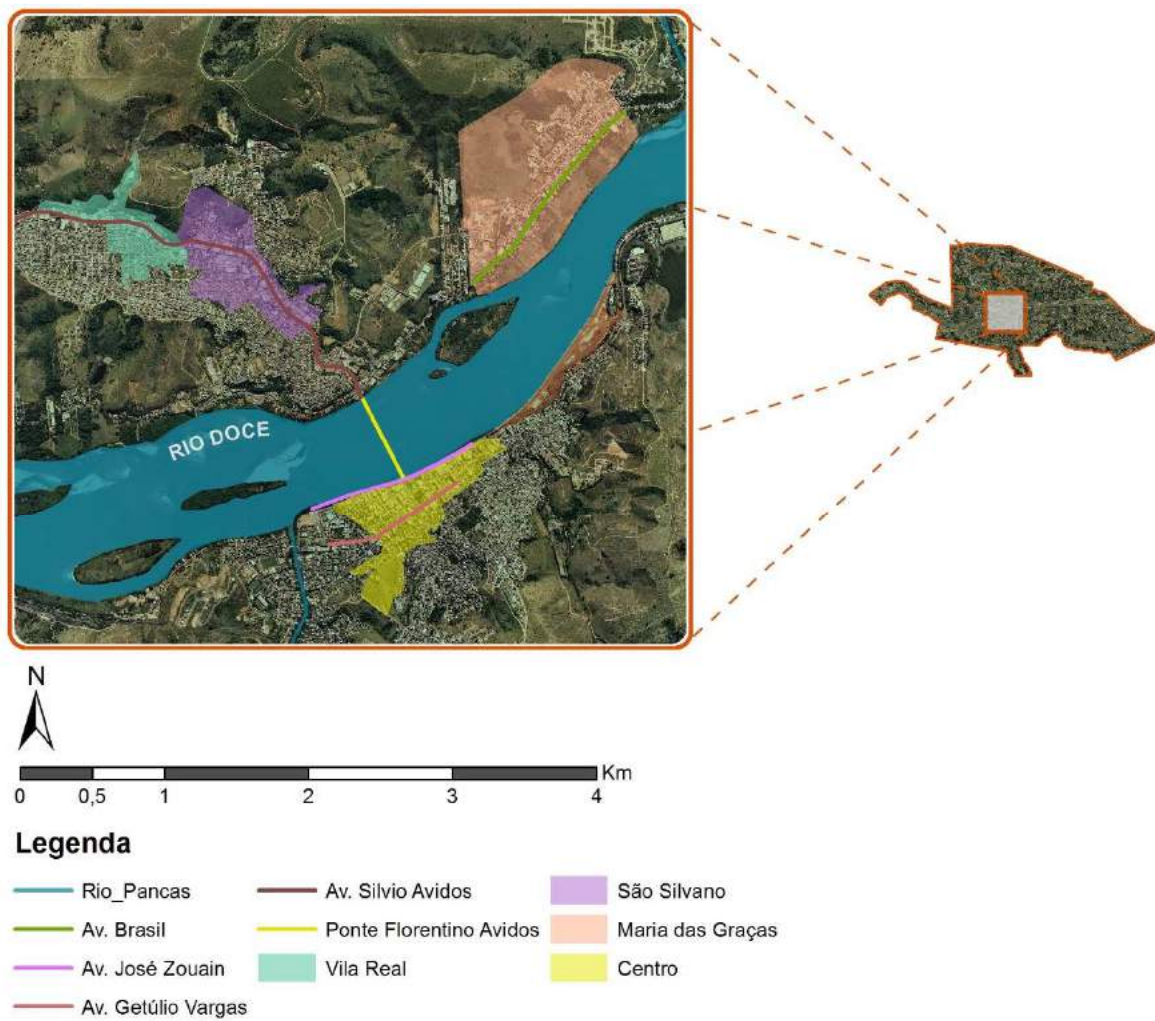 RIO DOCE
N
Km
0 0,5 1 2 3 4
Legenda
Rio_Pancas Av. Silvio Avidos São Silvano
Av. Brasil Ponte Florentino Avidos Maria das Graças
Av. José Zouain Vila Real Centro
Av. Getúlio Vargas